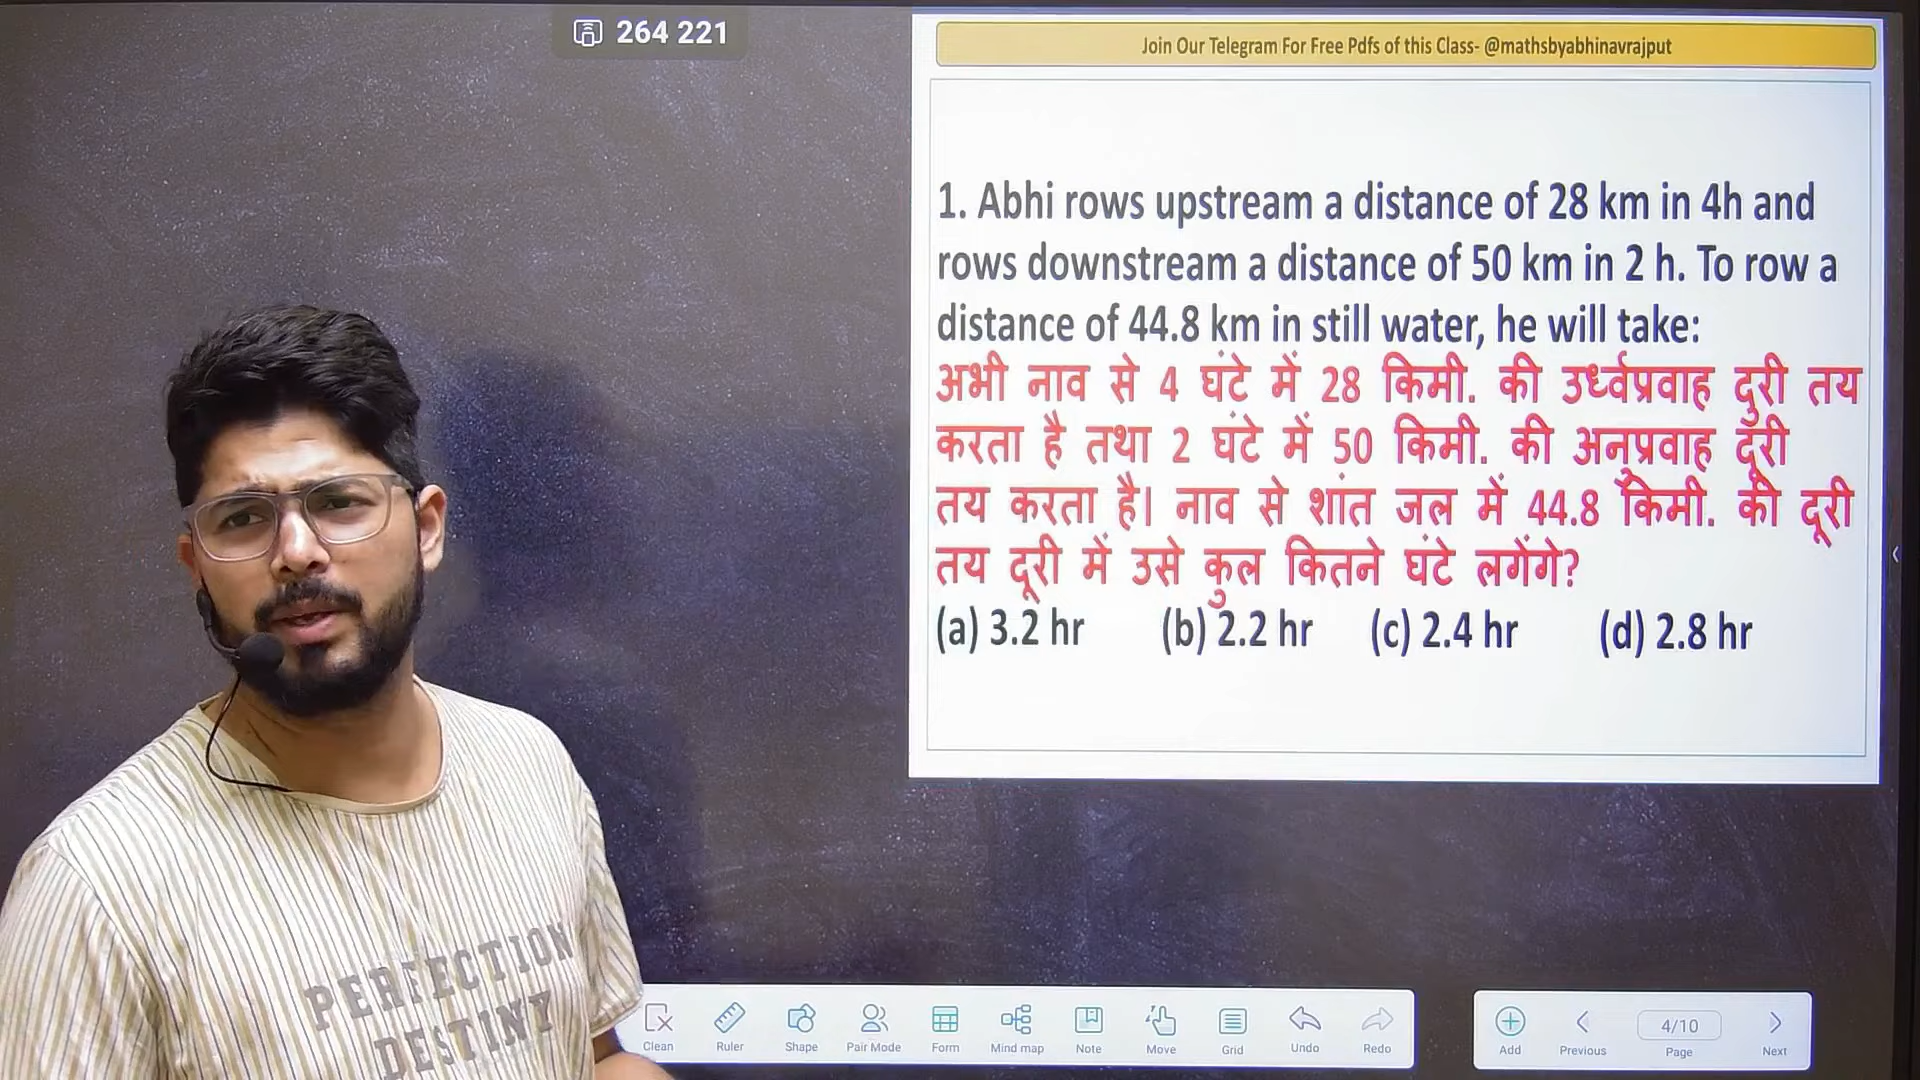 264 221
Join Our Telegram For Free Pdfs of this Class- @mathsbyabhinavrajput
1. Abhi rows upstream a distance of 28 km in 4h and
rows downstream a distance of 50 km in 2 h. To row a
distance of 44.8 km in still water, he will take:
अभी नाव से 4 घंटे में 28 किमी. की उर्ध्वप्रवाह दुरी तय
करता है तथा 2 घंटे में 50 किमी. की अनुप्रवाह दूरी
तय करता है। नाव से शांत जल में 44.8 किमी. की दूरी
तय दूरी में उसे कुल कितने घंटे लगेंगे?
(a) 3.2 hr (b) 2.2 hr (c) 2.4 hr (d) 2.8 hr
PERFECTION
DESTINY
Clean Ruler Shape Pair Mode Form Mind map Note Move Grid Undo Redo
Add Previous 4/10 Page Next